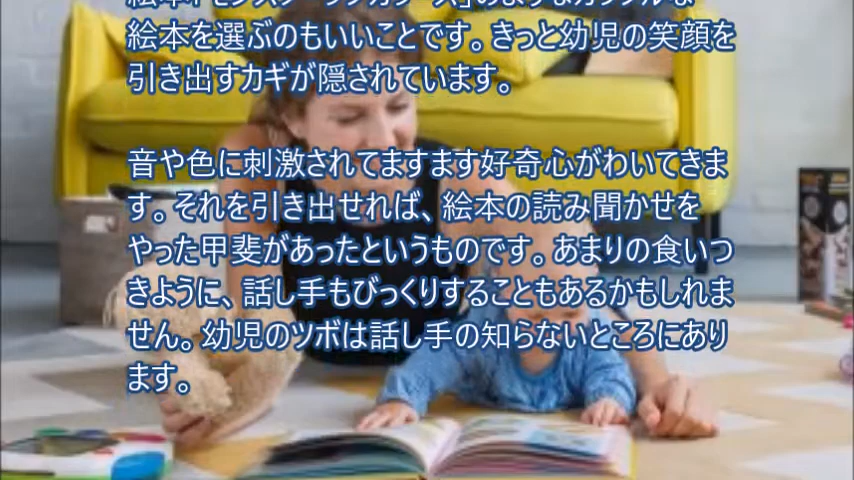 絵本を選ぶのもいいことです。きっと幼児の笑顔を
引き出すカギが隠されています。
音や色に刺激されてますます好奇心がわいてきま
す。それを引き出せれば、絵本の読み聞かせを
やった甲斐があったというものです。あまりの食いつ
きように、話し手もびっくりすることもあるかもしれま
せん。幼児のツボは話し手の知らないところにあり
ます。